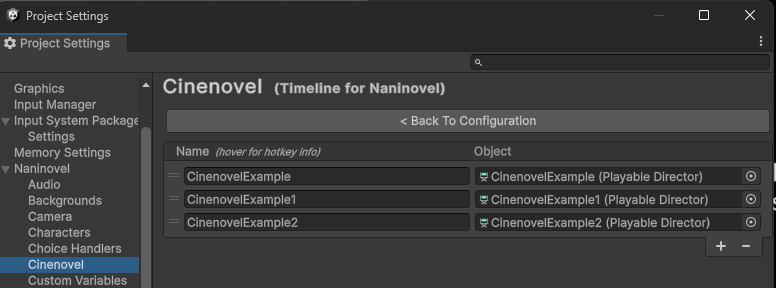 Project Settings
Project Settings
Graphics
Input Manager
Input System Package
Settings
Memory Settings
Naninovel
Audio
Backgrounds
Camera
Characters
Choice Handlers
Cinenovel
Custom Variables
Cinenovel (Timeline for Naninovel)
< Back To Configuration
Name (hover for hotkey info) Object
CinenovelExample CinenovelExample (Playable Director)
CinenovelExample1 CinenovelExample1 (Playable Director)
CinenovelExample2 CinenovelExample2 (Playable Director)
+ −